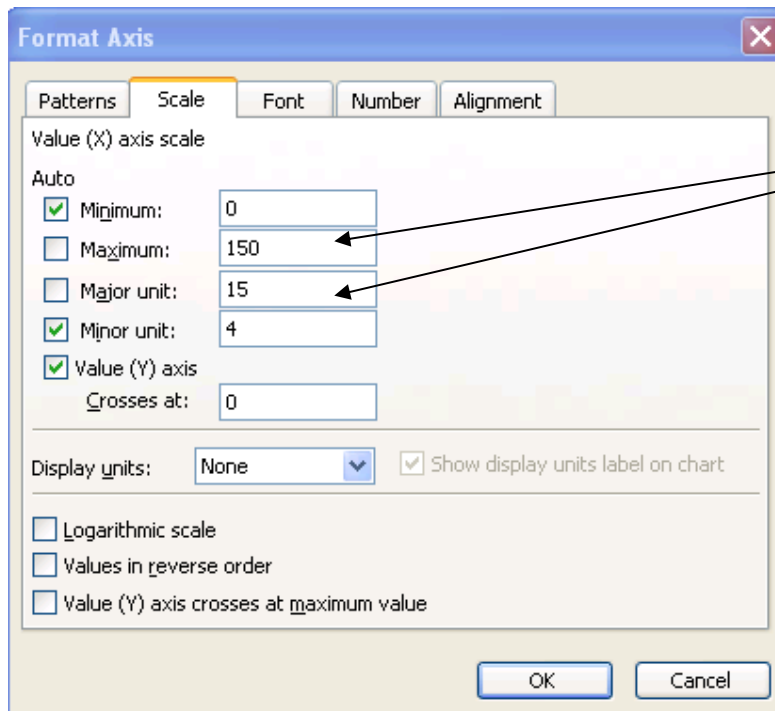 Format Axis
Patterns Scale Font Number Alignment
Value (X) axis scale
Auto
Minimum: 0
Maximum: 150
Major unit: 15
Minor unit: 4
Value (Y) axis
Crosses at: 0
Display units: None Show display units label on chart
Logarithmic scale
Values in reverse order
Value (Y) axis crosses at maximum value
OK Cancel